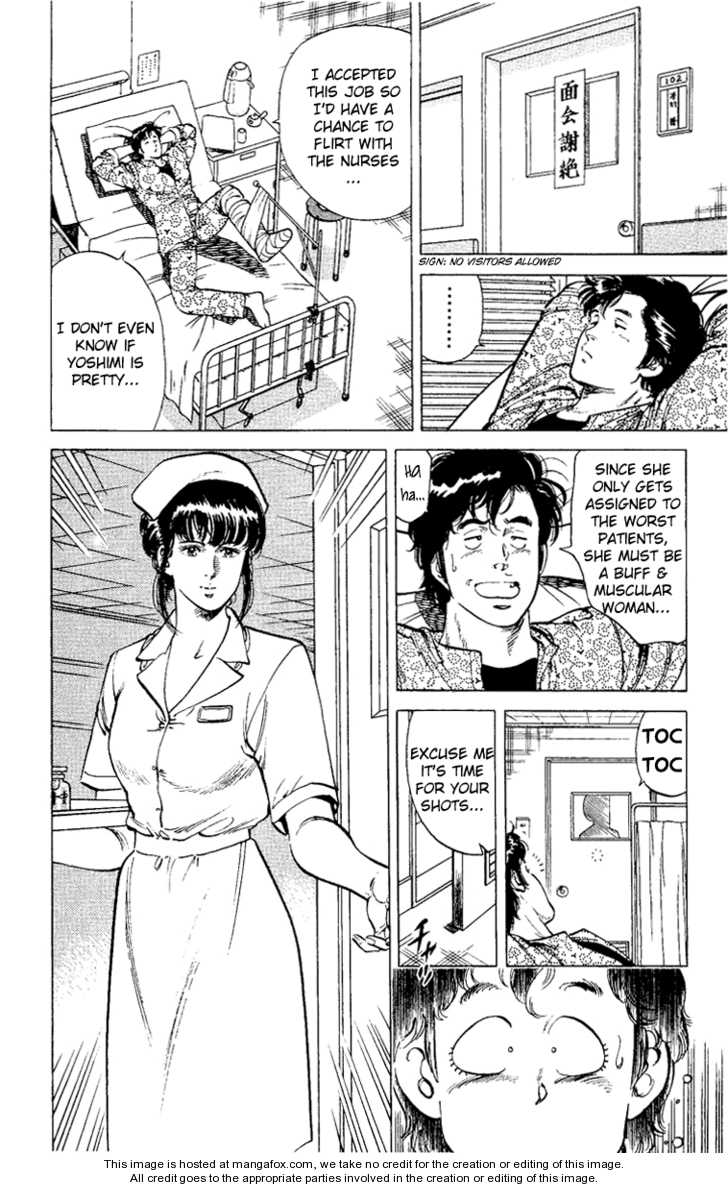 面会謝絶
102
SIGN: NO VISITORS ALLOWED
I ACCEPTED
THIS JOB SO
I'D HAVE A
CHANCE TO
FLIRT WITH
THE NURSES
...
I DON'T EVEN
KNOW IF
YOSHIMI IS
PRETTY...
......
SINCE SHE
ONLY GETS
ASSIGNED TO
THE WORST
PATIENTS,
SHE MUST BE
A BUFF &
MUSCULAR
WOMAN...
Ha
ha...
TOC
TOC
EXCUSE ME
IT'S TIME
FOR YOUR
SHOTS...
This image is hosted at mangafox.com, we take no credit for the creation or editing of this image.
All credit goes to the appropriate parties involved in the creation or editing of this image.